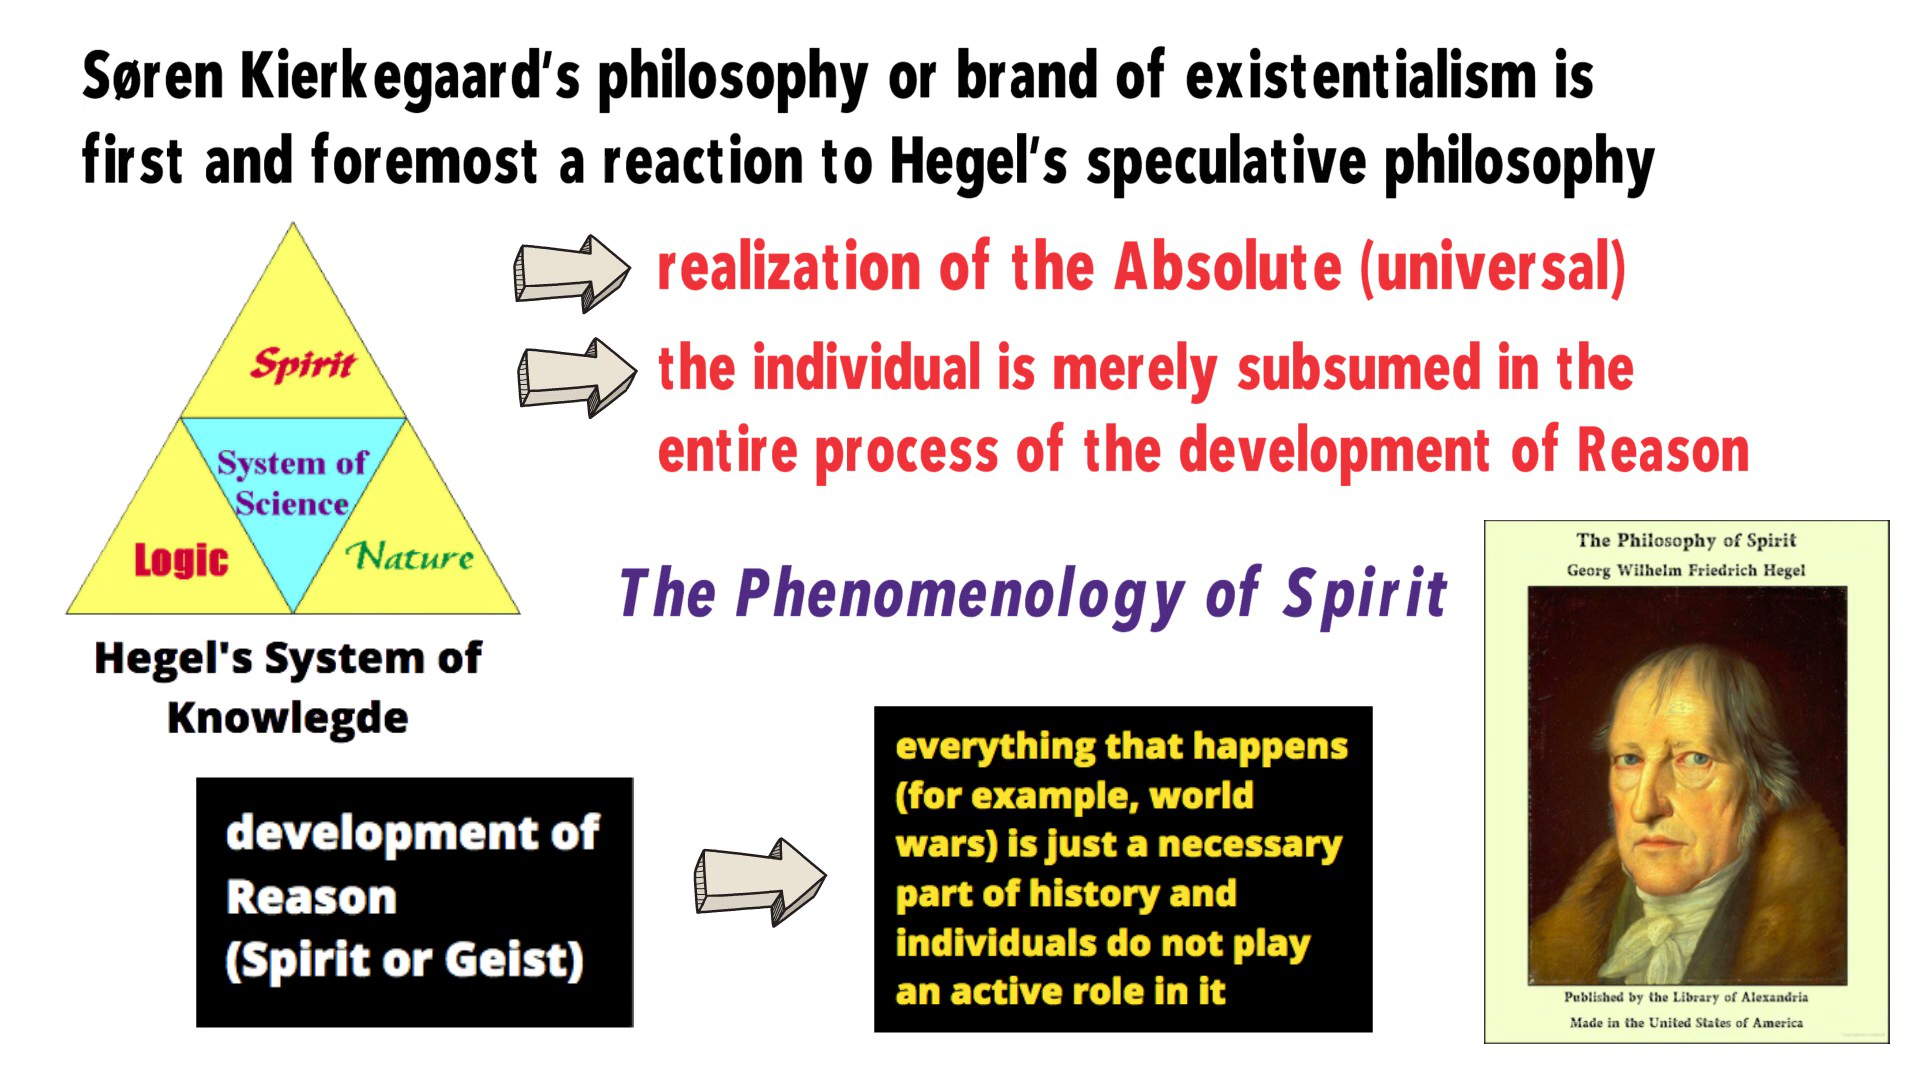 Søren Kierkegaard's philosophy or brand of existentialism is
first and foremost a reaction to Hegel's speculative philosophy
realization of the Absolute (universal)
the individual is merely subsumed in the
entire process of the development of Reason
Spirit
System of
Science
Logic
Nature
Hegel's System of
Knowlegde
The Phenomenology of Spirit
development of
Reason
(Spirit or Geist)
everything that happens
(for example, world
wars) is just a necessary
part of history and
individuals do not play
an active role in it
The Philosophy of Spirit
Georg Wilhelm Friedrich Hegel
Published by the Library of Alexandria
Made in the United States of America